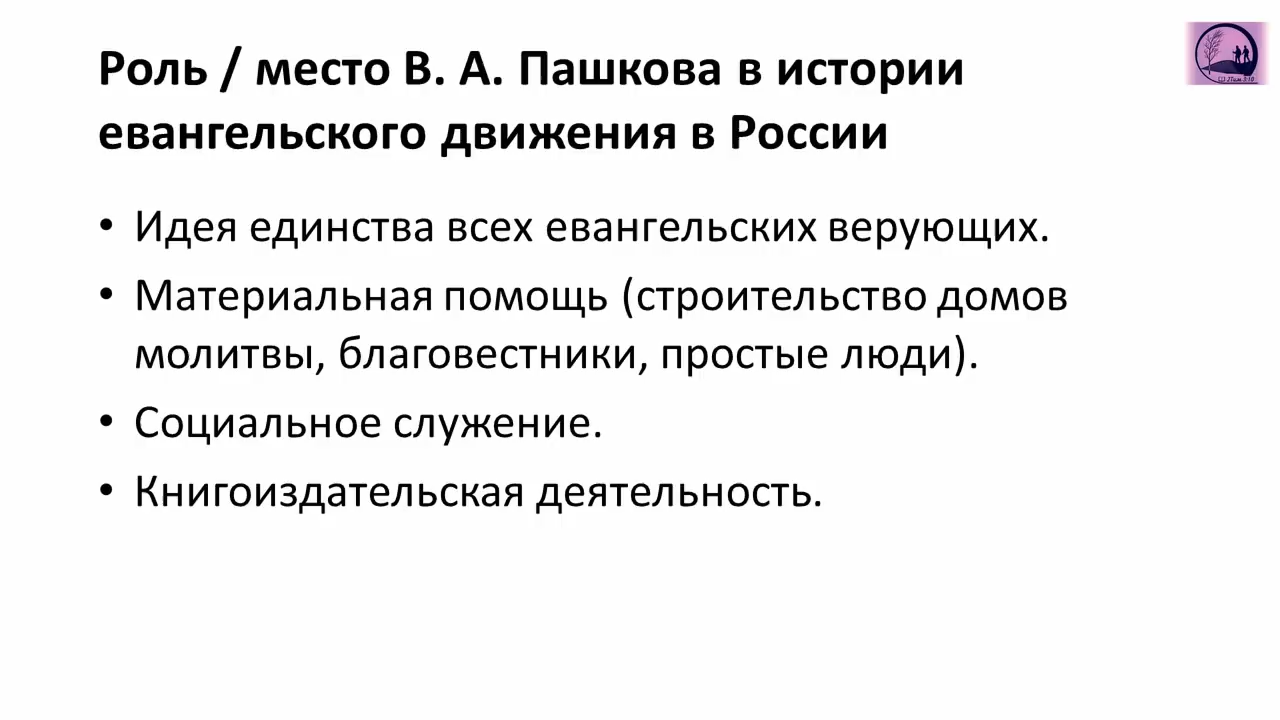 Роль / место В. А. Пашкова в истории
евангельского движения в России
• Идея единства всех евангельских верующих.
• Материальная помощь (строительство домов
молитвы, благовестники, простые люди).
• Социальное служение.
• Книгоиздательская деятельность.